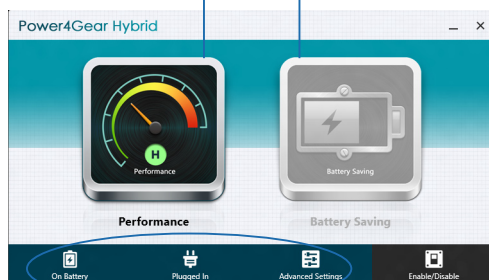 Power4Gear Hybrid
H
Performance
Battery Saving
Performance
Battery Saving
On Battery
Plugged In
Advanced Settings
Enable/Disable